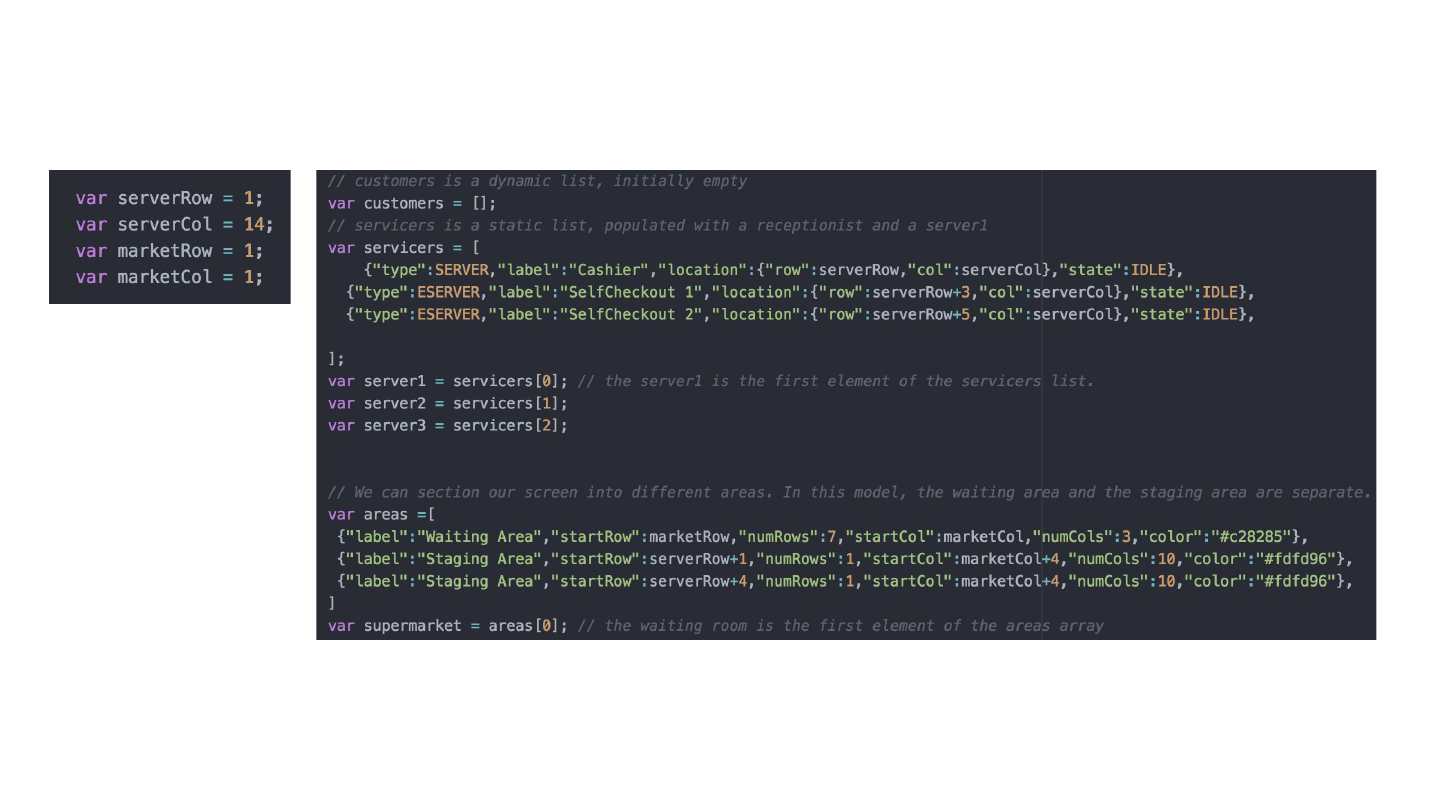 var serverRow = 1;
var serverCol = 14;
var marketRow = 1;
var marketCol = 1;
// customers is a dynamic list, initially empty
var customers = [];
// servicers is a static list, populated with a receptionist and a server1
var servicers = [
{"type":SERVER,"label":"Cashier","location":{"row":serverRow,"col":serverCol},"state":IDLE},
{"type":ESERVER,"label":"SelfCheckout 1","location":{"row":serverRow+3,"col":serverCol},"state":IDLE},
{"type":ESERVER,"label":"SelfCheckout 2","location":{"row":serverRow+5,"col":serverCol},"state":IDLE},
];
var server1 = servicers[0]; // the server1 is the first element of the servicers list.
var server2 = servicers[1];
var server3 = servicers[2];
// We can section our screen into different areas. In this model, the waiting area and the staging area are separate.
var areas =[
{"label":"Waiting Area","startRow":marketRow,"numRows":7,"startCol":marketCol,"numCols":3,"color":"#c28285"},
{"label":"Staging Area","startRow":serverRow+1,"numRows":1,"startCol":marketCol+4,"numCols":10,"color":"#fdfd96"},
{"label":"Staging Area","startRow":serverRow+4,"numRows":1,"startCol":marketCol+4,"numCols":10,"color":"#fdfd96"},
]
var supermarket = areas[0]; // the waiting room is the first element of the areas array